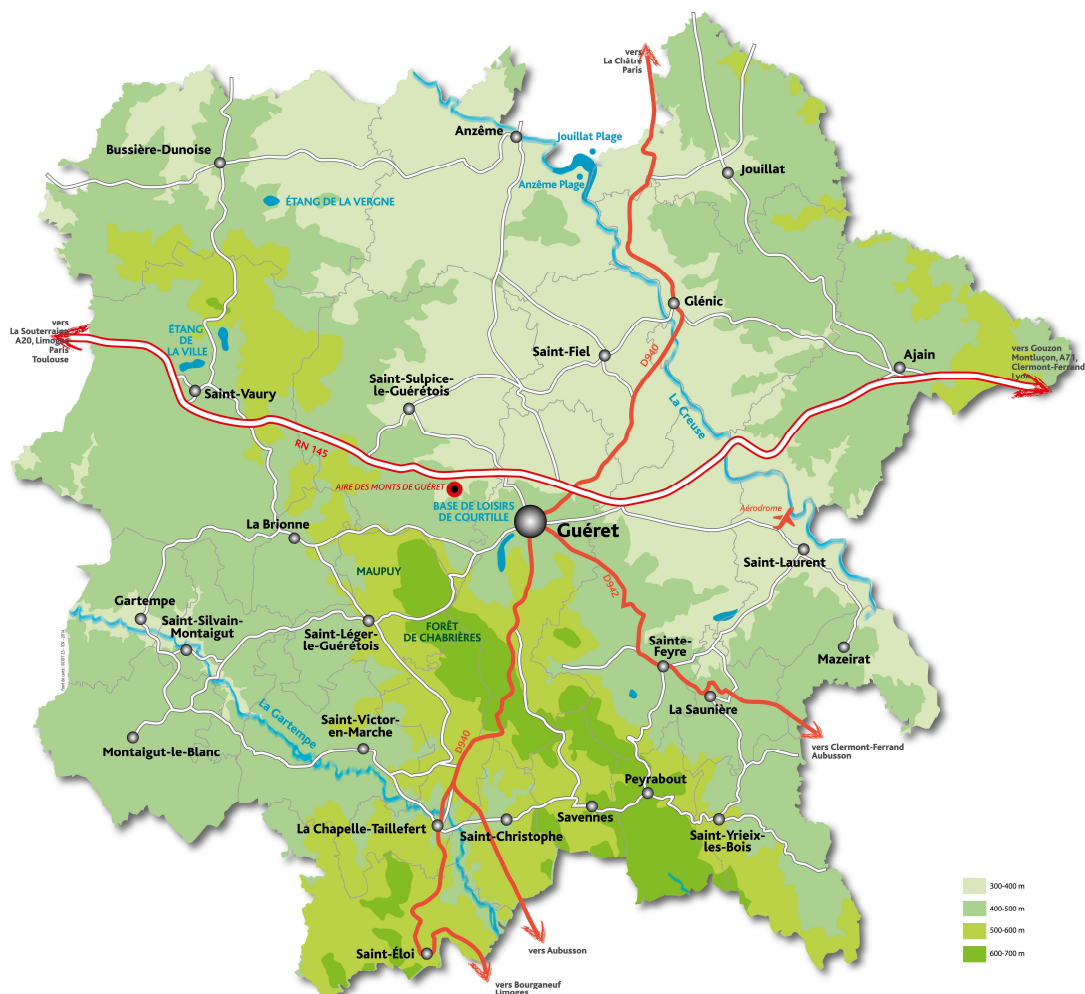 vers
La Châtre
Paris
Anzême
Jouillat Plage
Bussière-Dunoise
Jouillat
Anzême Plage
ÉTANG DE LA VERGNE
Glénic
vers
La Souterraine
A20, Limoges
Paris
Toulouse
ÉTANG
DE
LA VILLE
Saint-Fiel
D940
Ajain
vers Gouzon
Montluçon, A71,
Clermont-Ferrand
Lyon
Saint-Vaury
Saint-Sulpice-
le-Guérétois
La Creuse
RN 145
AIRE DES MONTS DE GUÉRET
BASE DE LOISIRS
DE COURTILLE
Aérodrome
La Brionne
Guéret
Saint-Laurent
MAUPUY
D942
Gartempe
Saint-Silvain-
Montaigut
Saint-Léger-
le-Guérétois
FORÊT
DE CHABRIÈRES
Sainte-
Feyre
Mazeirat
La Saunière
La Gartempe
Saint-Victor-
en-Marche
Montaigut-le-Blanc
D940
vers Clermont-Ferrand
Aubusson
Peyrabout
La Chapelle-Taillefert
Saint-Christophe
Savennes
Saint-Yrieix-
les-Bois
300-400 m
400-500 m
500-600 m
600-700 m
Saint-Éloi
vers Aubusson
vers Bourganeuf
Limoges